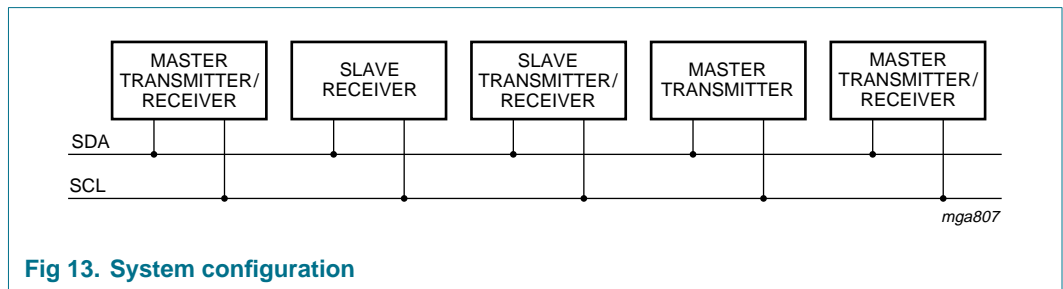 MASTER
TRANSMITTER/
RECEIVER
SLAVE
RECEIVER
SLAVE
TRANSMITTER/
RECEIVER
MASTER
TRANSMITTER
MASTER
TRANSMITTER/
RECEIVER
SDA
SCL
mga807
Fig 13. System configuration